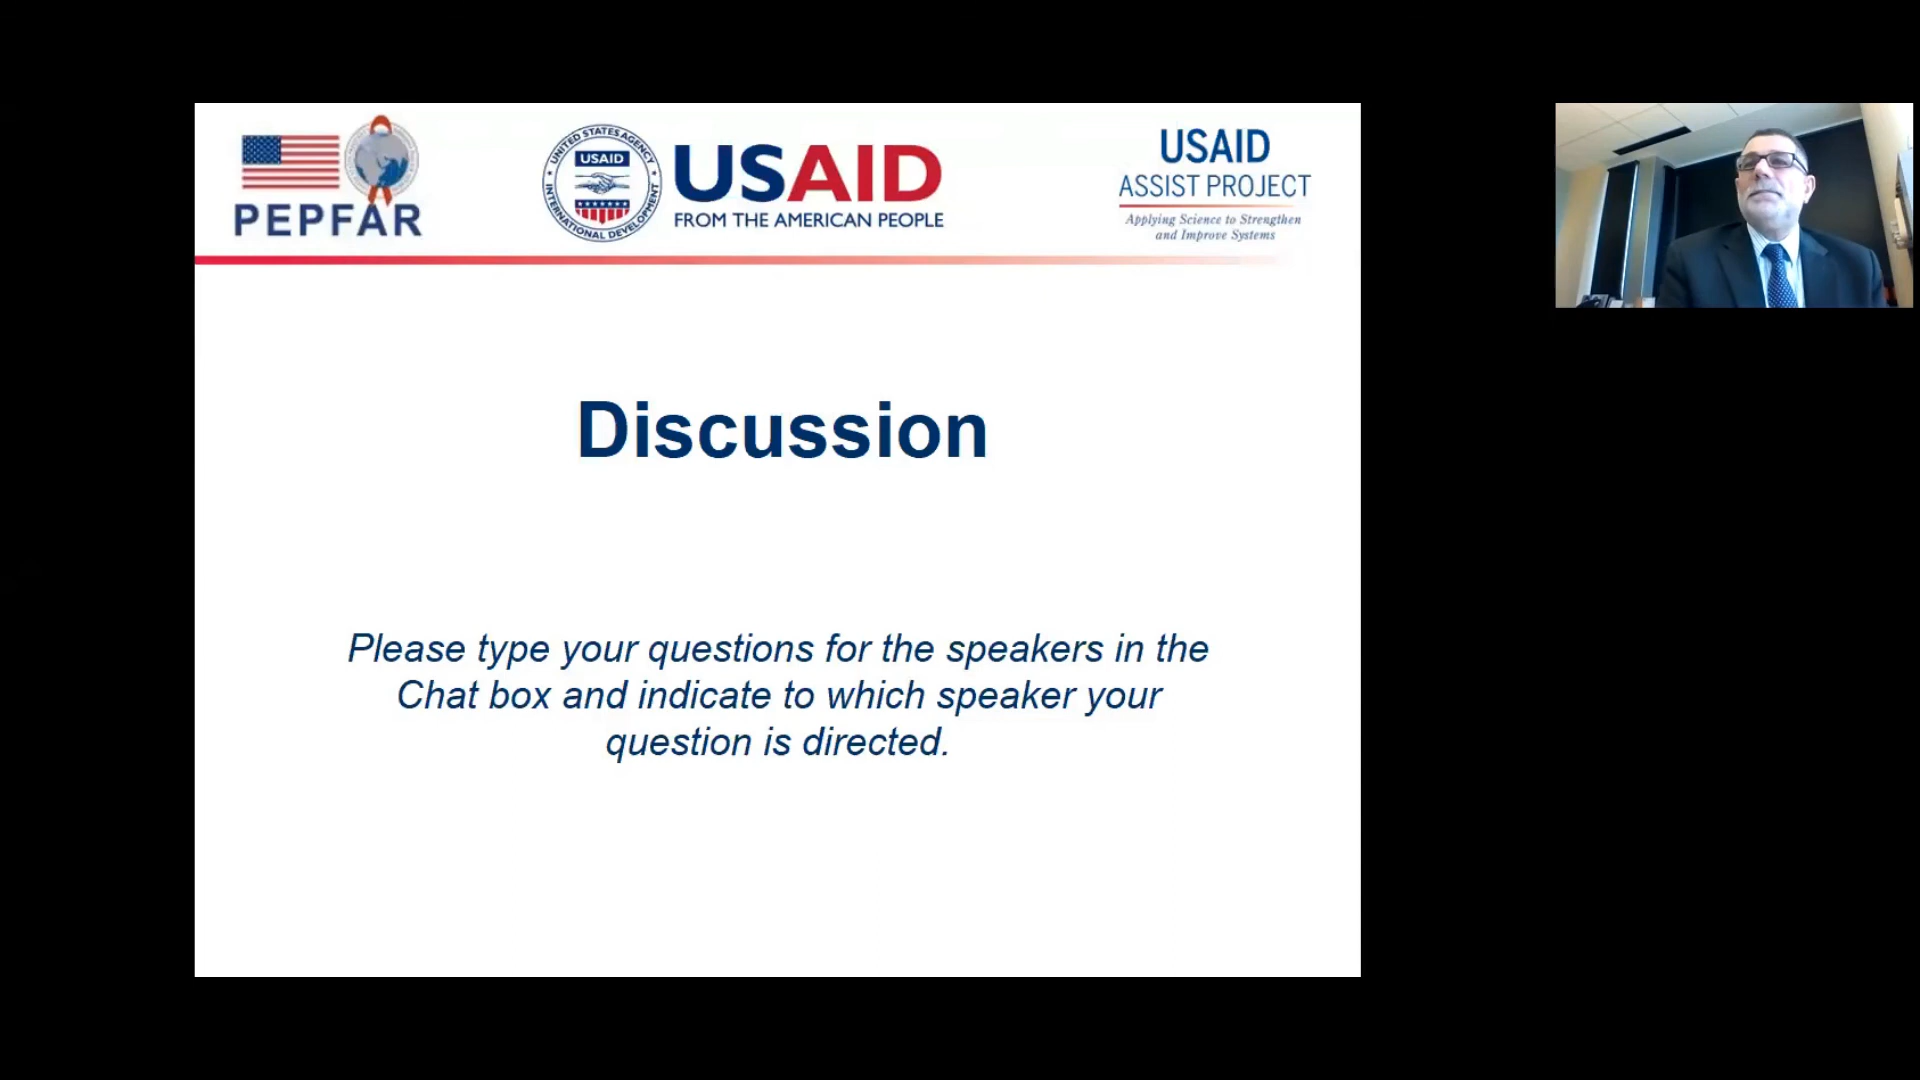 PEPFAR
UNITED STATES AGENCY
USAID
INTERNATIONAL DEVELOPMENT
USAID
FROM THE AMERICAN PEOPLE
USAID
ASSIST PROJECT
Applying Science to Strengthen
and Improve Systems
Discussion
Please type your questions for the speakers in the
Chat box and indicate to which speaker your
question is directed.